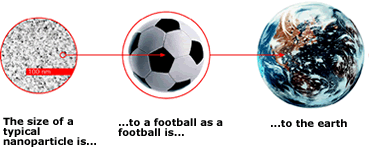 100 nm
The size of a
typical
nanoparticle is...
...to a football as a
football is...
...to the earth